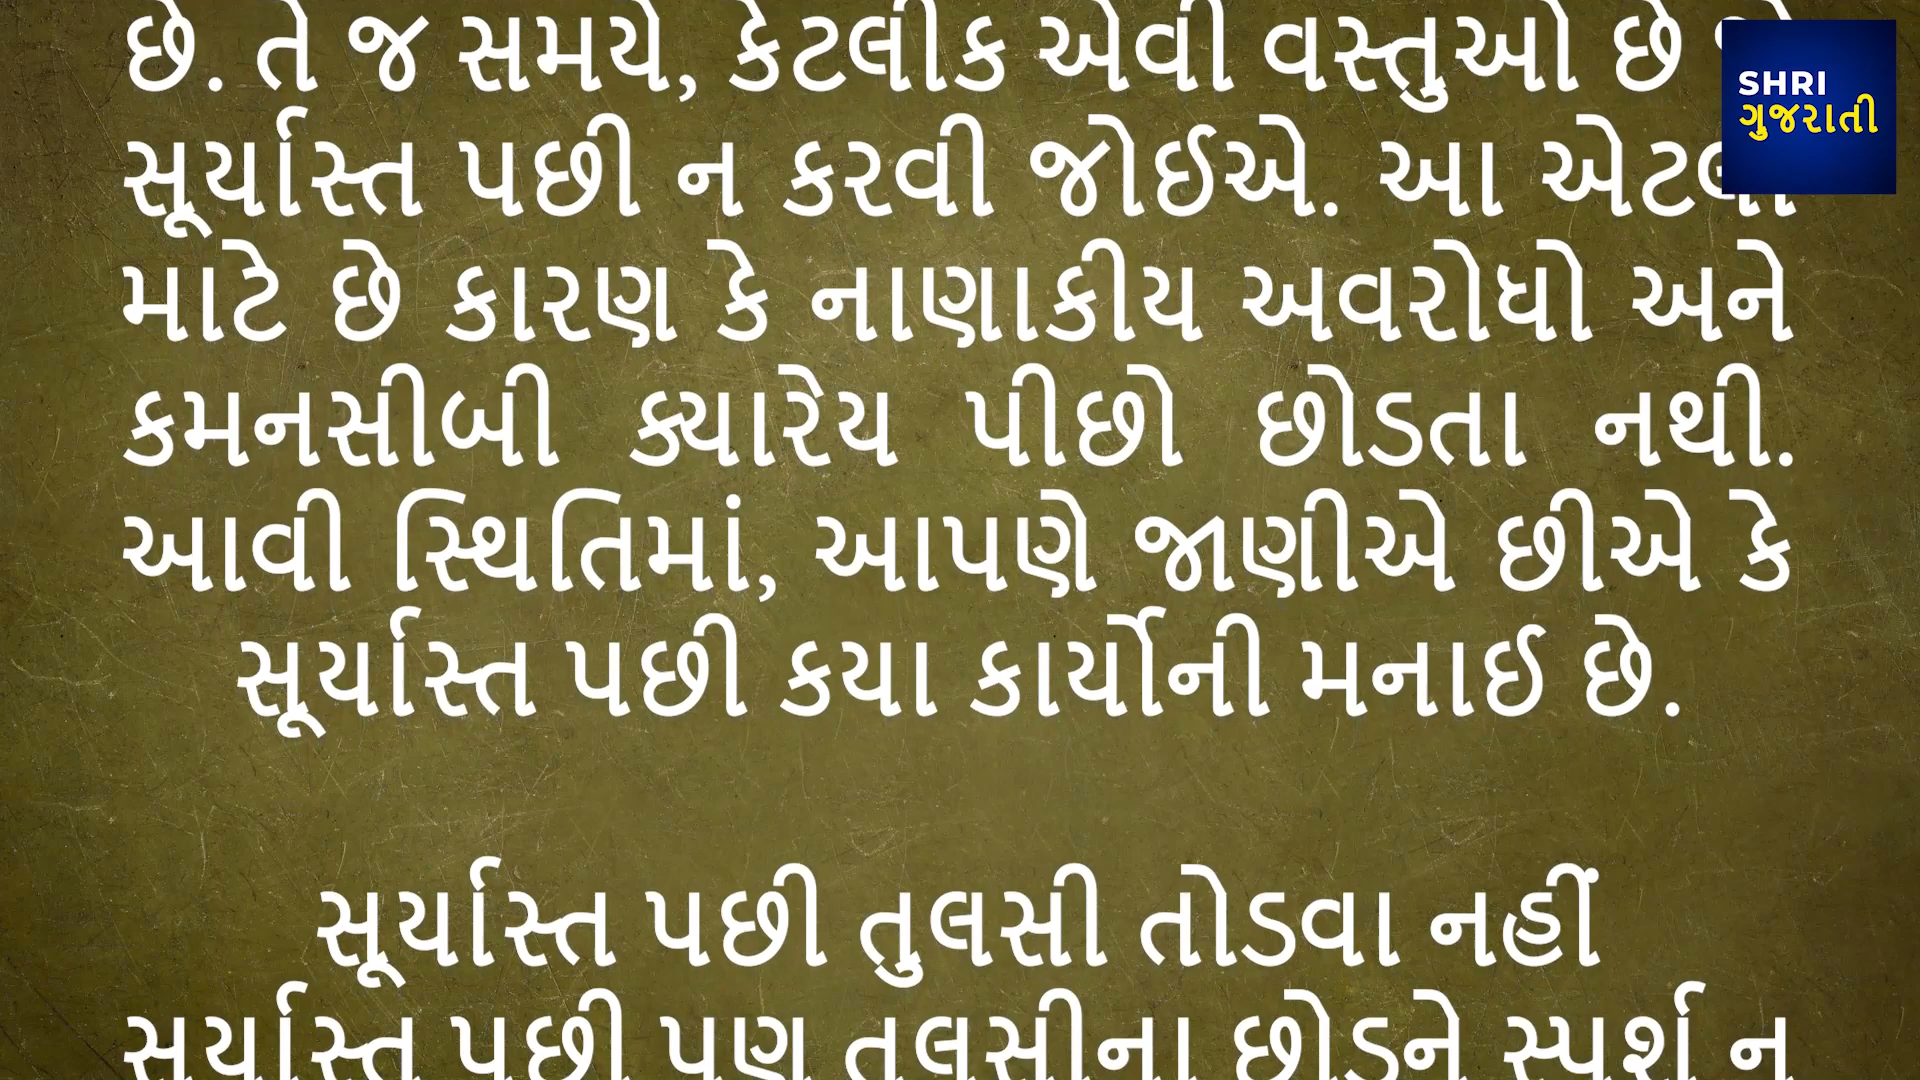 છે. તે જ સમયે, કેટલીક એવી વસ્તુઓ છે
સૂર્યાસ્ત પછી ન કરવી જોઈએ. આ એટલા
માટે છે કારણ કે નાણાકીય અવરોધો અને
કમનસીબી ક્યારેય પીછો છોડતા નથી.
આવી સ્થિતિમાં, આપણે જાણીએ છીએ કે
સૂર્યાસ્ત પછી કયા કાર્યોની મનાઈ છે.
સૂર્યાસ્ત પછી તુલસી તોડવા નહીં
સૂર્યાસ્ત પછી પણ તુલસીના છોડને સ્પર્શ ન
SHRI
ગુજરાતી